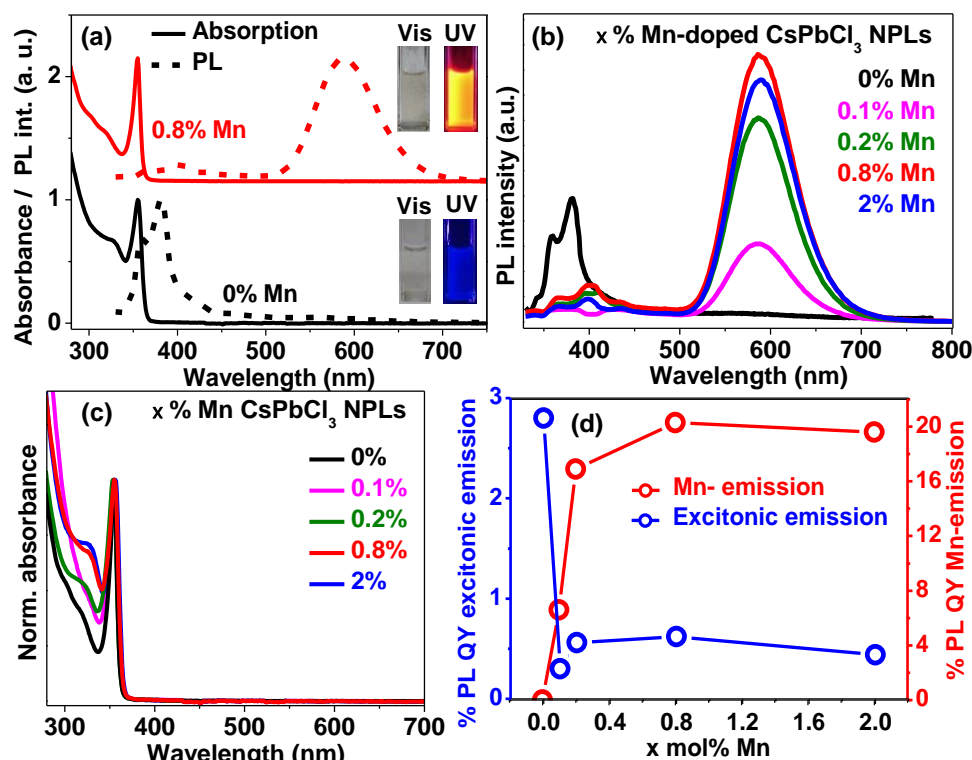 (a)
Absorption
PL
Vis UV
0.8% Mn
Vis UV
0% Mn
2
1
0
300 400 500 600 700
Wavelength (nm)
Absorbance / PL int. (a. u.)
(b) x % Mn-doped CsPbCl3 NPLs
0% Mn
0.1% Mn
0.2% Mn
0.8% Mn
2% Mn
400 500 600 700 800
Wavelength (nm)
PL intensity (a.u.)
(c) x % Mn CsPbCl3 NPLs
0%
0.1%
0.2%
0.8%
2%
300 400 500 600 700
Wavelength (nm)
Norm. absorbance
(d)
Mn- emission
Excitonic emission
3
2
1
0
20
16
12
8
4
0
0.0 0.4 0.8 1.2 1.6 2.0
x mol% Mn
% PL QY excitonic emission
% PL QY Mn-emission